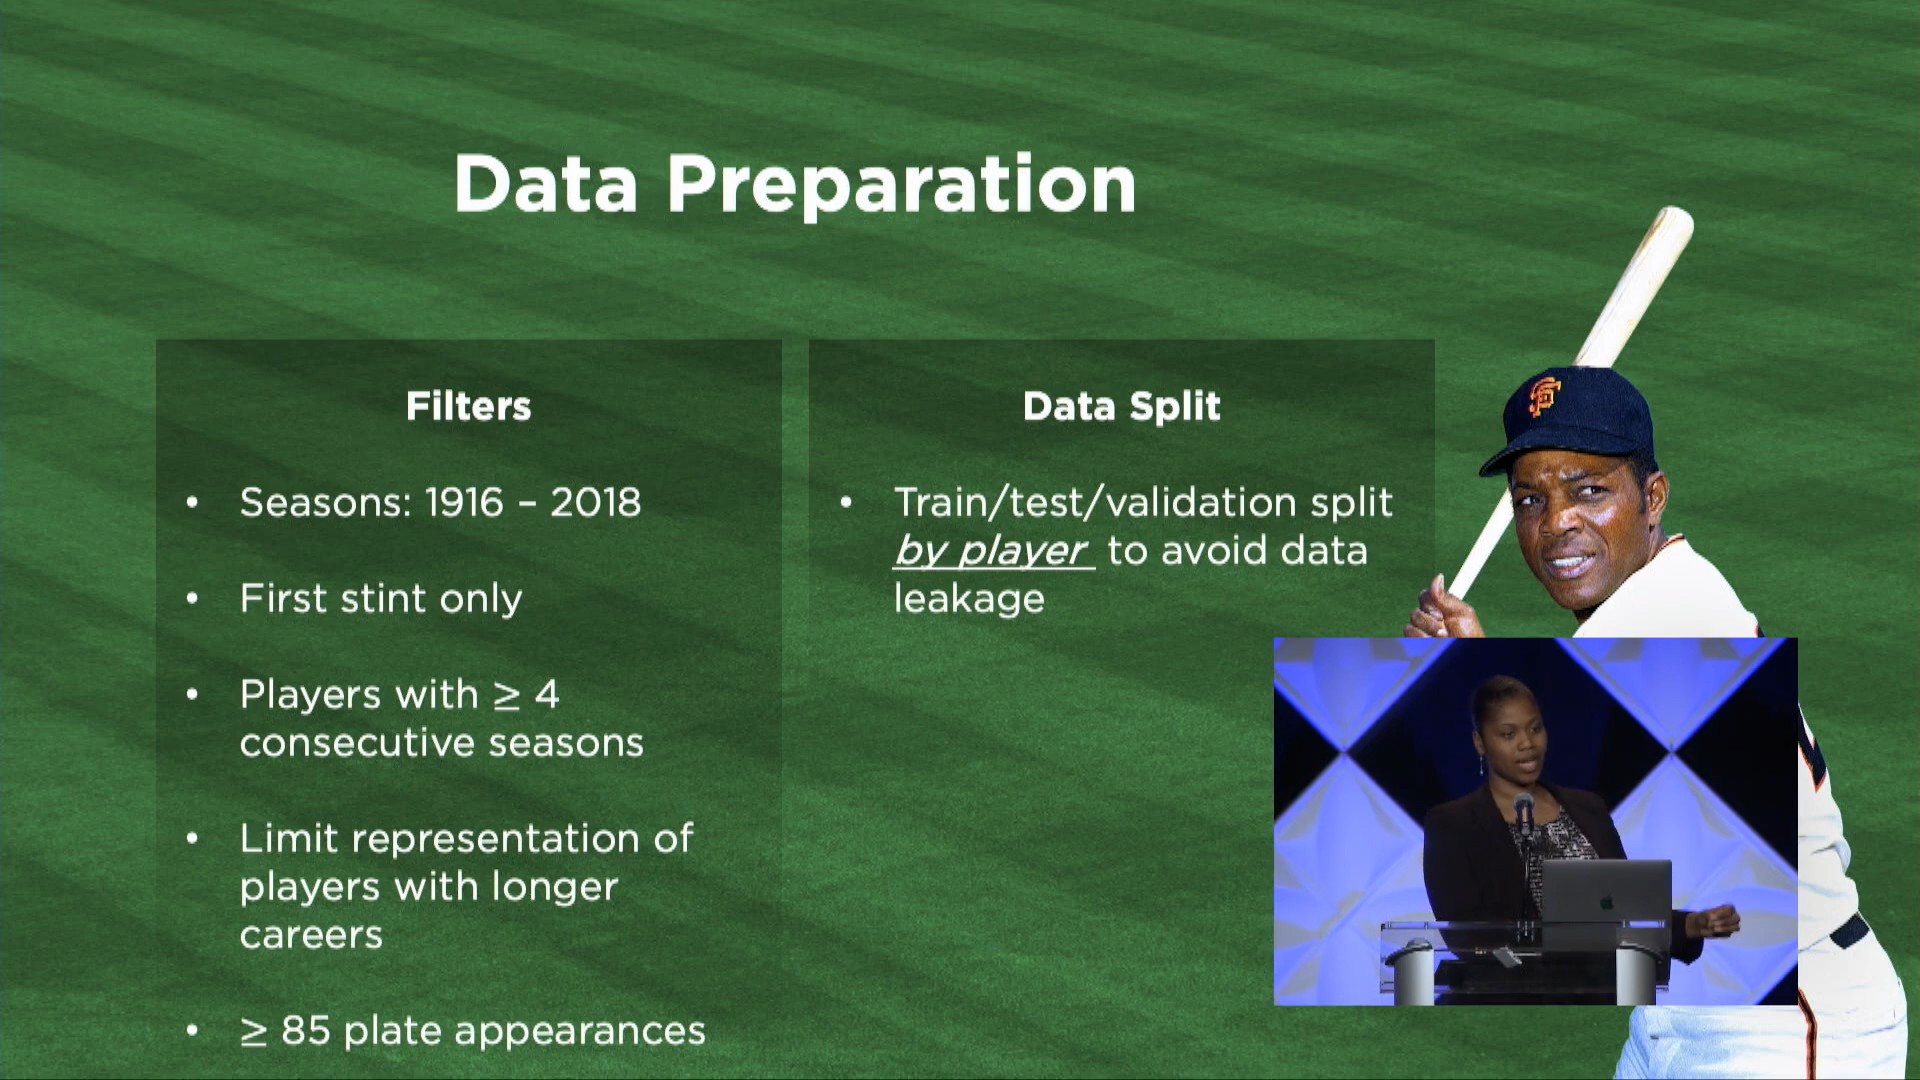 Data Preparation
Filters
• Seasons: 1916 – 2018
• First stint only
• Players with ≥ 4
consecutive seasons
• Limit representation of
players with longer
careers
• ≥ 85 plate appearances
Data Split
• Train/test/validation split
by player to avoid data
leakage
SF